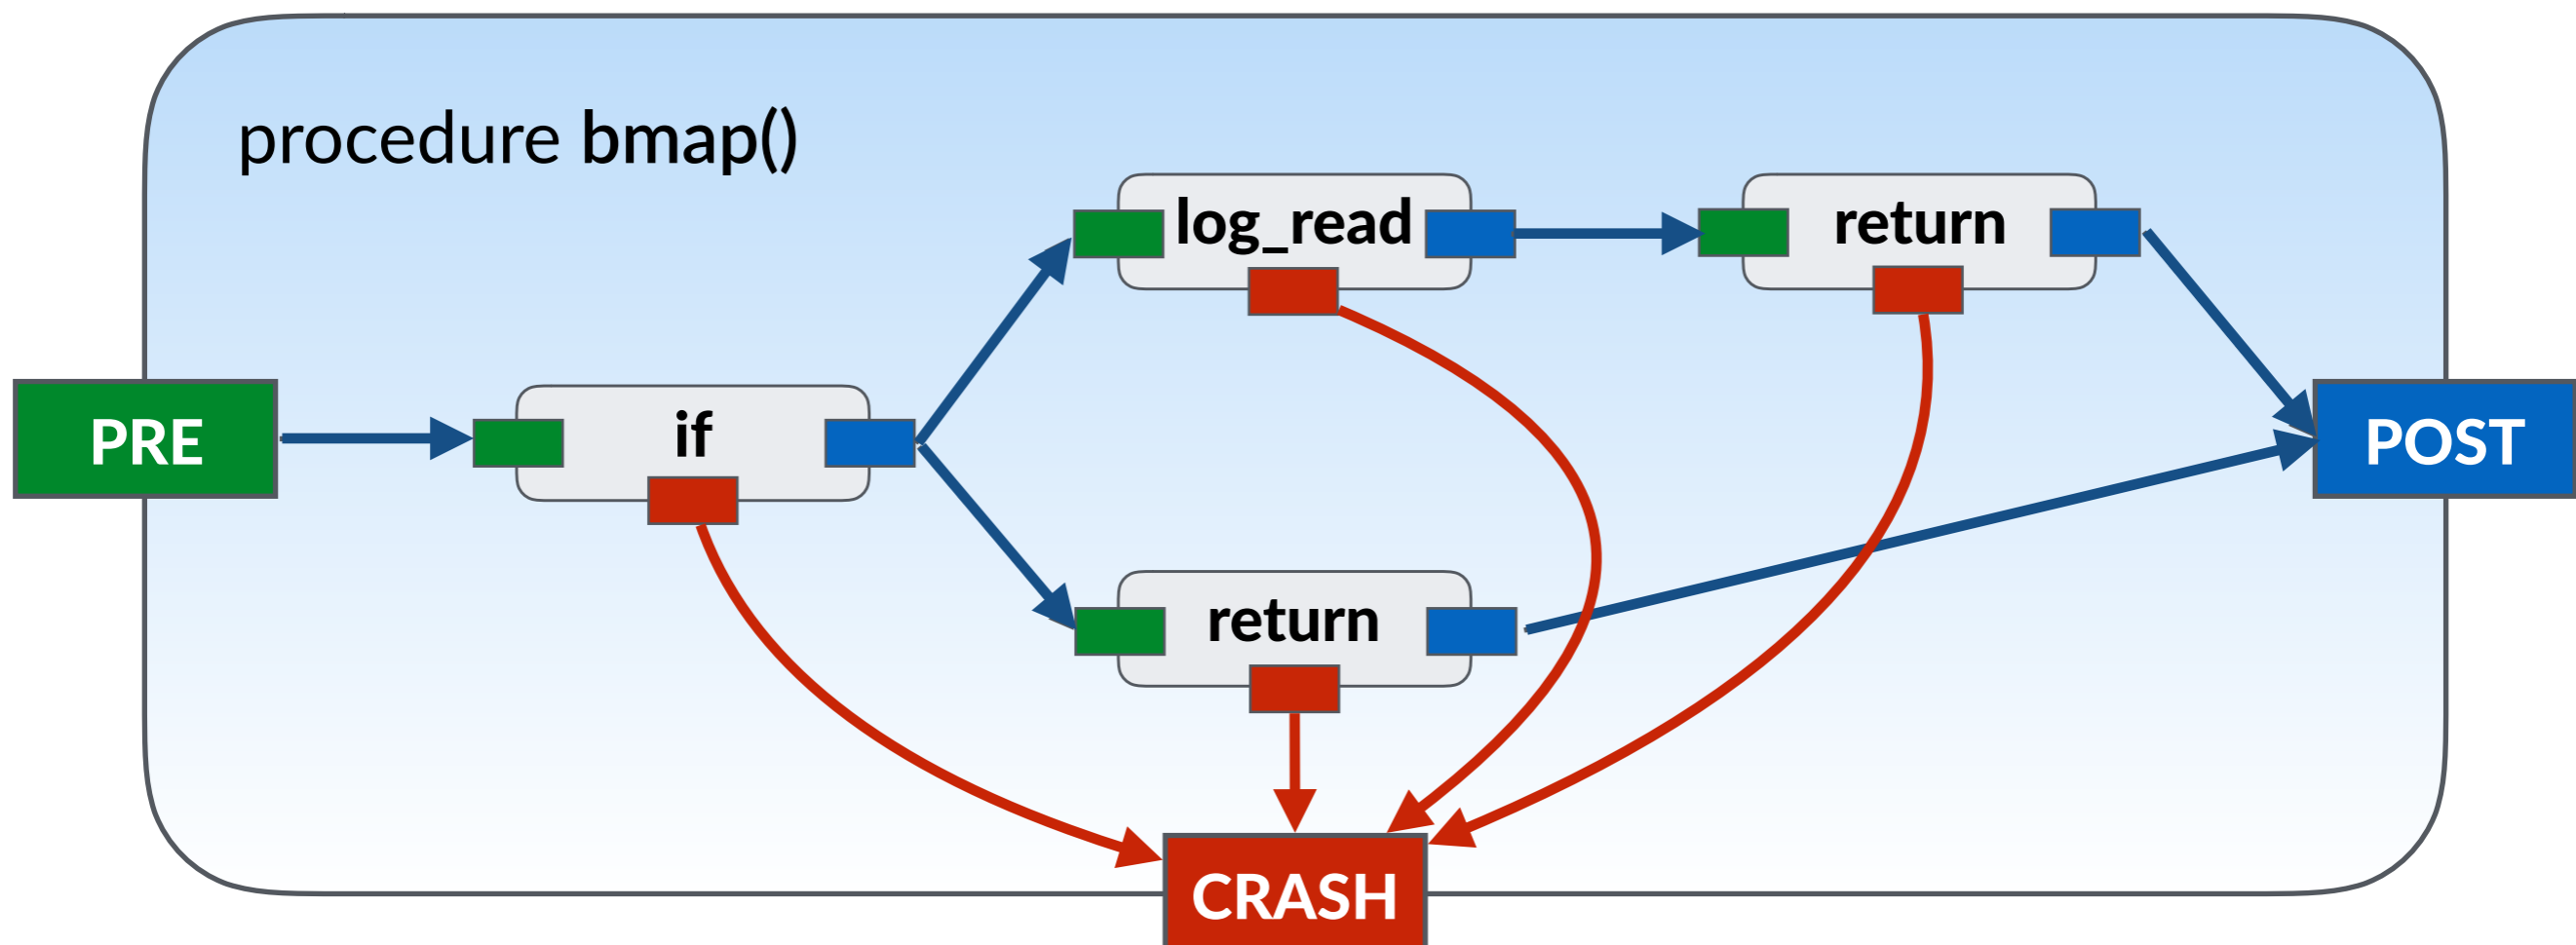 procedure bmap()
log_read
return
PRE
if
POST
return
CRASH